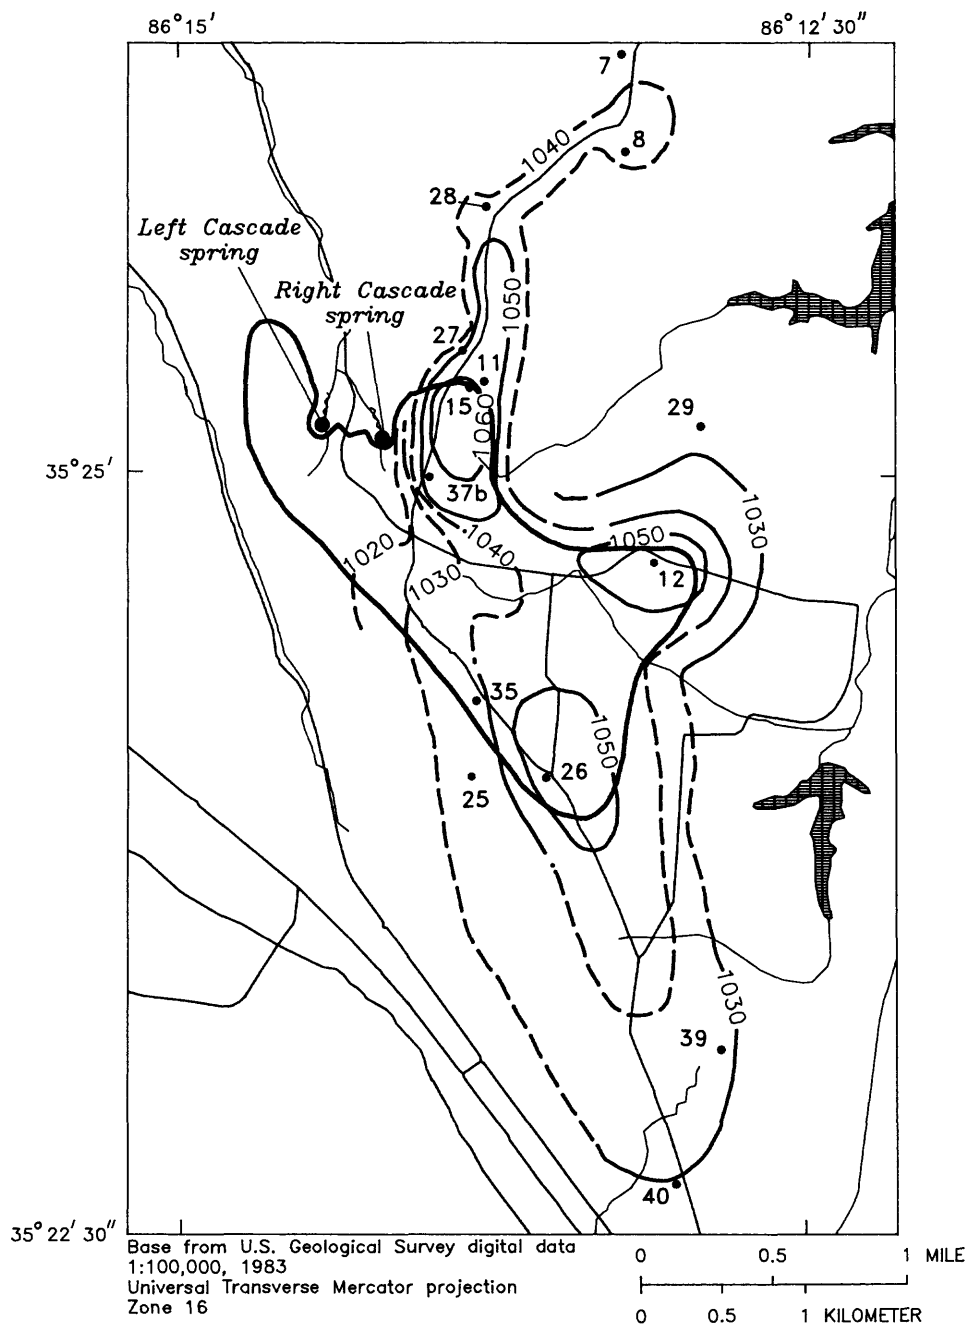 86°15'
86°12'30"
7
8
1040
28
Left Cascade
spring
Right Cascade
spring
1050
27
11
15
1060
29
35°25'
37b
1030
1020
1040
1050
1030
12
35
1050
26
25
1030
39
40
35°22'30"
Base from U.S. Geological Survey digital data
1:100,000, 1983
Universal Transverse Mercator projection
Zone 16
0 0.5 1 MILE
0 0.5 1 KILOMETER